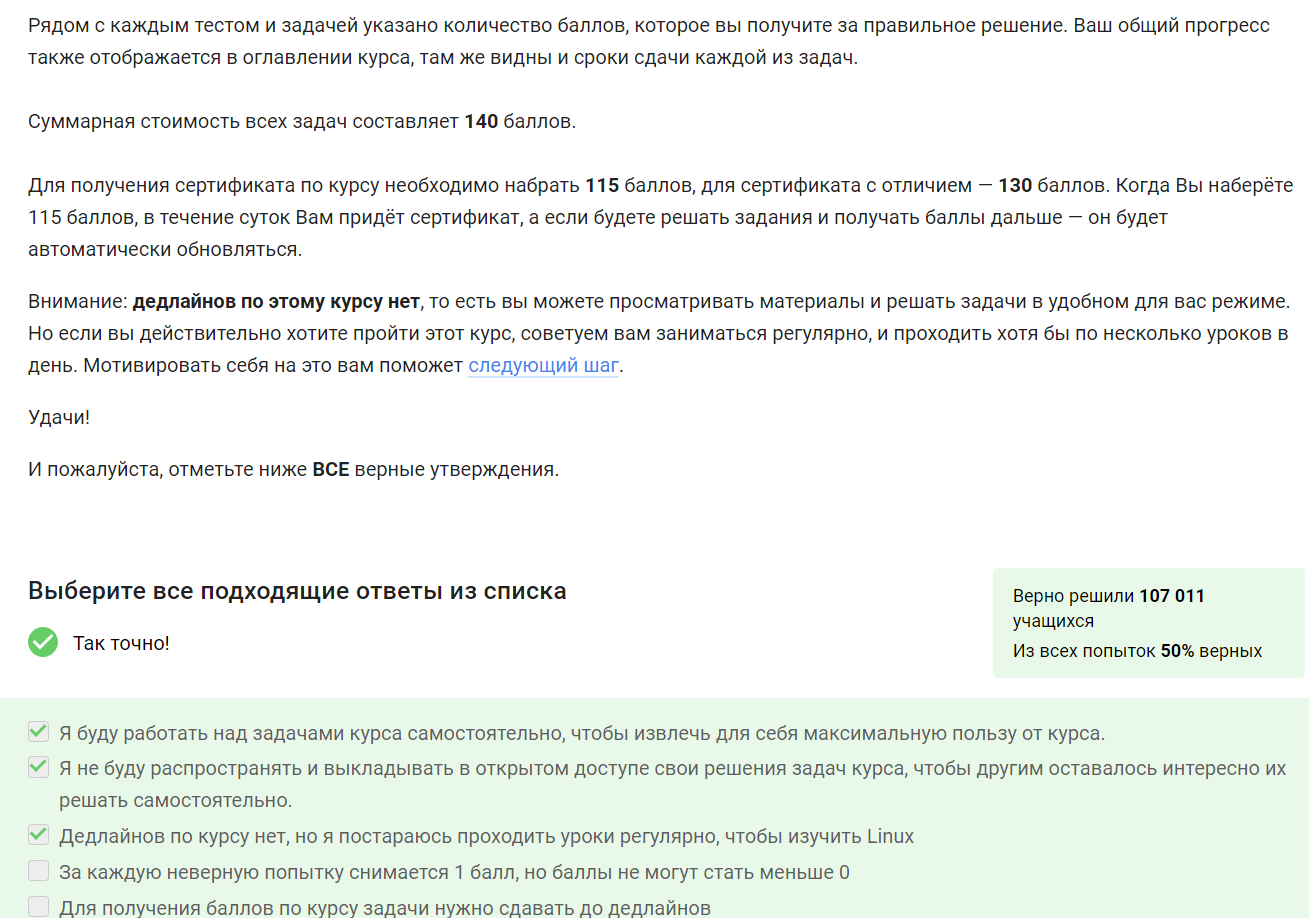 Рядом с каждым тестом и задачей указано количество баллов, которое вы получите за правильное решение. Ваш общий прогресс
также отображается в оглавлении курса, там же видны и сроки сдачи каждой из задач.
Суммарная стоимость всех задач составляет 140 баллов.
Для получения сертификата по курсу необходимо набрать 115 баллов, для сертификата с отличием — 130 баллов. Когда Вы наберёте
115 баллов, в течение суток Вам придёт сертификат, а если будете решать задания и получать баллы дальше — он будет
автоматически обновляться.
Внимание: дедлайнов по этому курсу нет, то есть вы можете просматривать материалы и решать задачи в удобном для вас режиме.
Но если вы действительно хотите пройти этот курс, советуем вам заниматься регулярно, и проходить хотя бы по несколько уроков в
день. Мотивировать себя на это вам поможет следующий шаг.
Удачи!
И пожалуйста, отметьте ниже ВСЕ верные утверждения.
Выберите все подходящие ответы из списка
Так точно!
Верно решили 107 011
учащихся
Из всех попыток 50% верных
Я буду работать над задачами курса самостоятельно, чтобы извлечь для себя максимальную пользу от курса.
Я не буду распространять и выкладывать в открытом доступе свои решения задач курса, чтобы другим оставалось интересно их
решать самостоятельно.
Дедлайнов по курсу нет, но я постараюсь проходить уроки регулярно, чтобы изучить Linux
За каждую неверную попытку снимается 1 балл, но баллы не могут стать меньше 0
Для получения баллов по курсу задачи нужно сдавать до дедлайнов